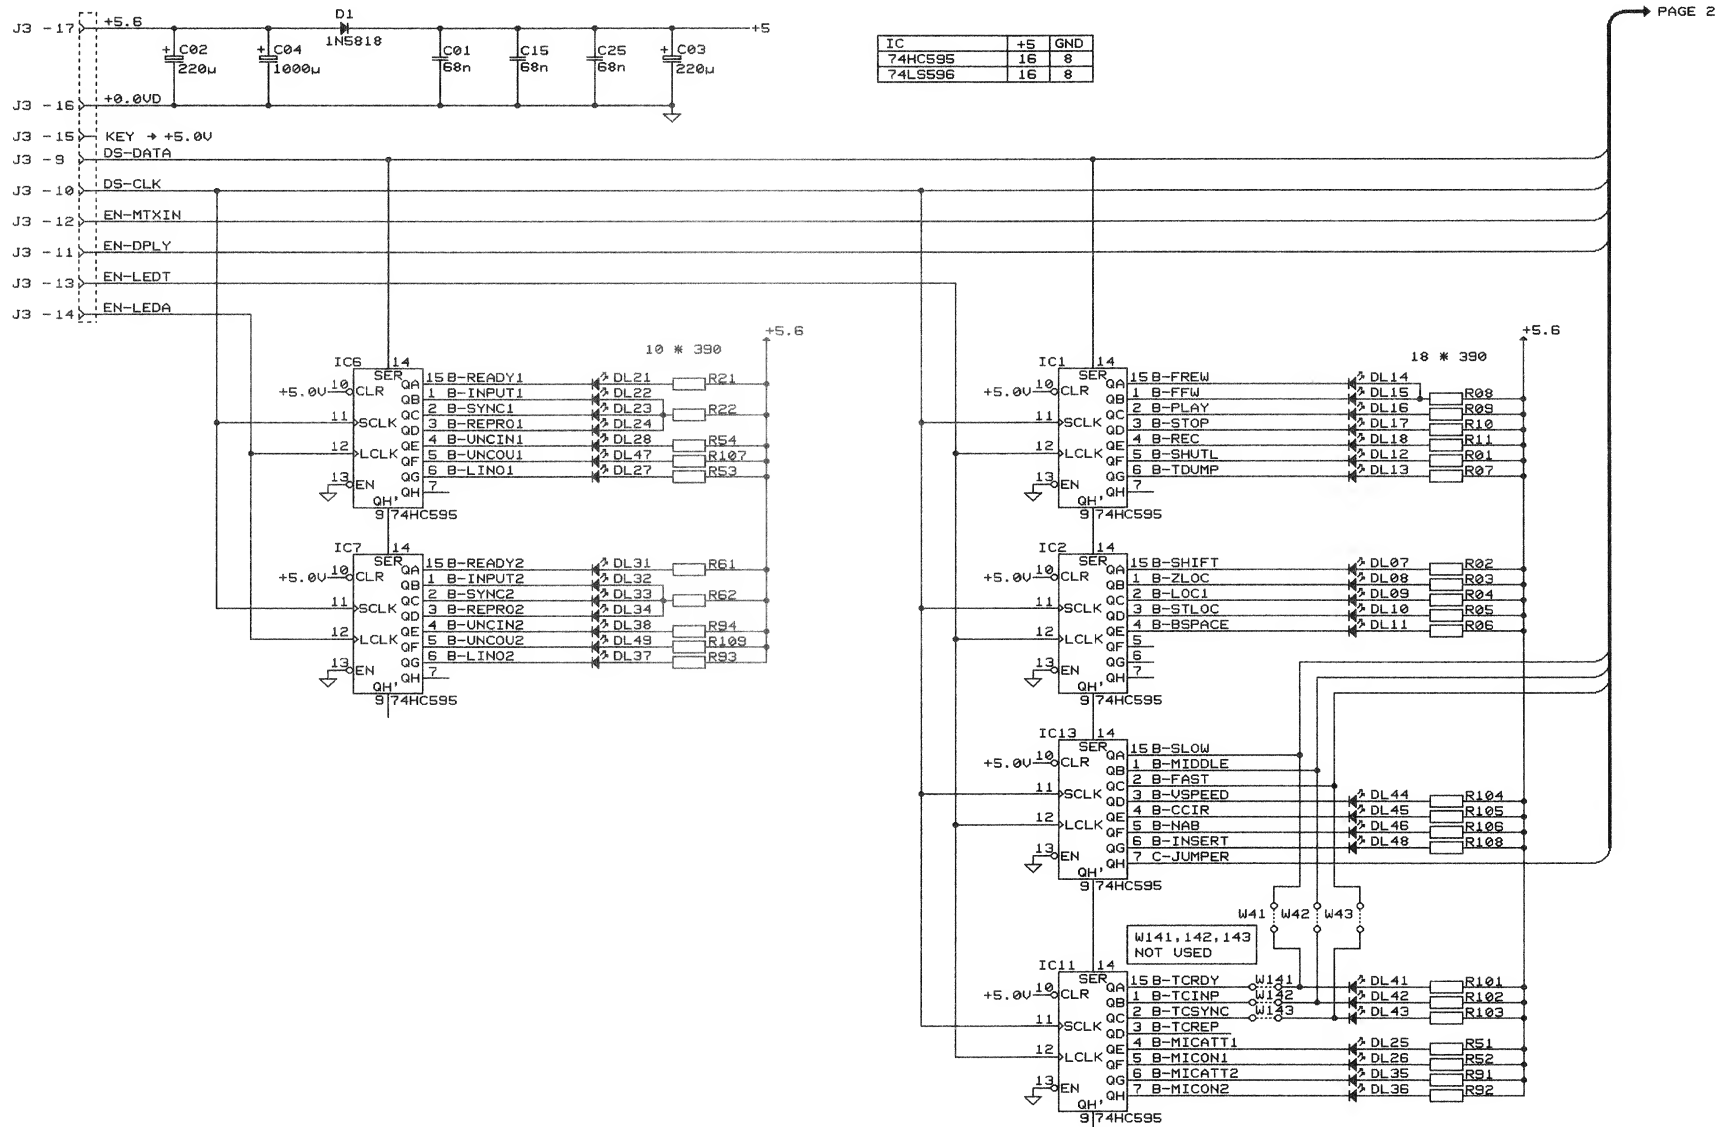 PAGE 2
J3 -17
+5.6
D1
1N5818
+5
+ C02
220µ
+ C04
1000µ
C01
68n
C15
68n
C25
68n
+ C03
220µ
IC +5 GND
74HC595 16 8
74LS596 16 8
J3 -16
+0.0VD
J3 -15 KEY → +5.0V
J3 -9 DS-DATA
J3 -10 DS-CLK
J3 -12 EN-MTXIN
J3 -11 EN-DPLY
J3 -13 EN-LEDT
J3 -14 EN-LEDA
+5.6
10 * 390
IC6 14
SER
+5.0V 10 CLR
11 SCLK
12 LCLK
13 EN
QA 15 B-READY1 DL21 R21
QB 1 B-INPUT1 DL22
QC 2 B-SYNC1 DL23 R22
QD 3 B-REPRO1 DL24
QE 4 B-UNCIN1 DL28 R54
QF 5 B-UNCOU1 DL47 R107
QG 6 B-LINO1 DL27 R53
QH 7
QH'
9 74HC595
IC7 14
SER
+5.0V 10 CLR
11 SCLK
12 LCLK
13 EN
QA 15 B-READY2 DL31 R61
QB 1 B-INPUT2 DL32
QC 2 B-SYNC2 DL33 R62
QD 3 B-REPRO2 DL34
QE 4 B-UNCIN2 DL38 R94
QF 5 B-UNCOU2 DL49 R109
QG 6 B-LINO2 DL37 R93
QH 7
QH'
9 74HC595
+5.6
18 * 390
IC1 14
SER
+5.0V 10 CLR
11 SCLK
12 LCLK
13 EN
QA 15 B-FREW DL14
QB 1 B-FFW DL15 R08
QC 2 B-PLAY DL16 R09
QD 3 B-STOP DL17 R10
QE 4 B-REC DL18 R11
QF 5 B-SHUTL DL12 R01
QG 6 B-TDUMP DL13 R07
QH 7
QH'
9 74HC595
IC2 14
SER
+5.0V 10 CLR
11 SCLK
12 LCLK
13 EN
QA 15 B-SHIFT DL07 R02
QB 1 B-ZLOC DL08 R03
QC 2 B-LOC1 DL09 R04
QD 3 B-STLOC DL10 R05
QE 4 B-BSPACE DL11 R06
QF 5
QG 6
QH 7
QH'
9 74HC595
IC13 14
SER
+5.0V 10 CLR
11 SCLK
12 LCLK
13 EN
QA 15 B-SLOW
QB 1 B-MIDDLE
QC 2 B-FAST
QD 3 B-VSPEED DL44 R104
QE 4 B-CCIR DL45 R105
QF 5 B-NAB DL46 R106
QG 6 B-INSERT DL48 R108
QH 7 C-JUMPER
QH'
9 74HC595
W41 W42 W43
W141,142,143
NOT USED
IC11 14
SER
+5.0V 10 CLR
11 SCLK
12 LCLK
13 EN
QA 15 B-TCRDY W141 DL41 R101
QB 1 B-TCINP W142 DL42 R102
QC 2 B-TCSYNC W143 DL43 R103
QD 3 B-TCREP
QE 4 B-MICATT1 DL25 R51
QF 5 B-MICON1 DL26 R52
QG 6 B-MICATT2 DL35 R91
QH 7 B-MICON2 DL36 R92
QH'
9 74HC595